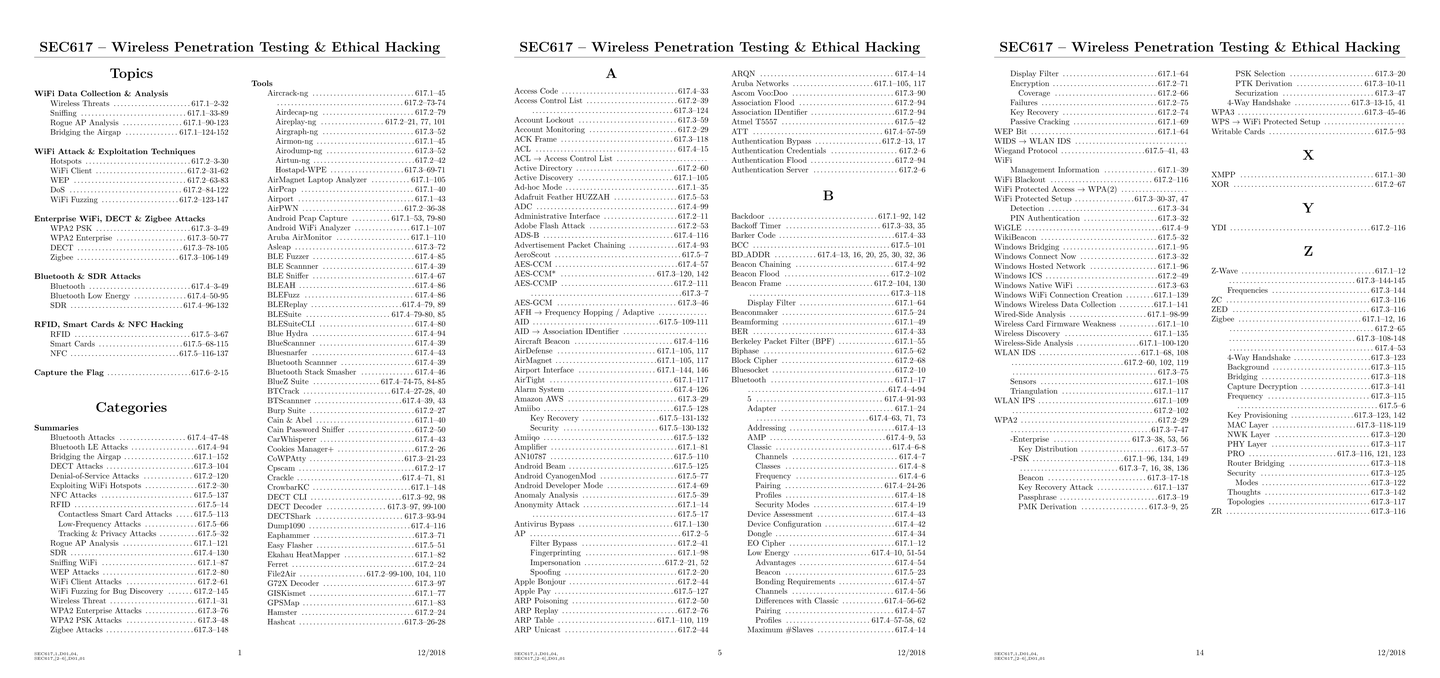 SEC617 – Wireless Penetration Testing & Ethical Hacking
Topics
WiFi Data Collection & Analysis
Wireless Threats ... 617.1–2-32
Sniffing ... 617.1–33-89
Rogue AP Analysis ... 617.1–90-123
Bridging the Airgap ... 617.1–124-152
WiFi Attack & Exploitation Techniques
Hotspots ... 617.2–3-30
WiFi Client ... 617.2–31-62
WEP ... 617.2–63-83
DoS ... 617.2–84-122
WiFi Fuzzing ... 617.2–123-147
Enterprise WiFi, DECT & Zigbee Attacks
WPA2 PSK ... 617.3–3-49
WPA2 Enterprise ... 617.3–50-77
DECT ... 617.3–78-105
Zigbee ... 617.3–106-149
Bluetooth & SDR Attacks
Bluetooth ... 617.4–3-49
Bluetooth Low Energy ... 617.4–50-95
SDR ... 617.4–96-132
RFID, Smart Cards & NFC Hacking
RFID ... 617.5–3-67
Smart Cards ... 617.5–68-115
NFC ... 617.5–116-137
Capture the Flag ... 617.6–2-15
Categories
Summaries
Bluetooth Attacks ... 617.4–47-48
Bluetooth LE Attacks ... 617.4–94
Bridging the Airgap ... 617.1–152
DECT Attacks ... 617.3–104
Denial-of-Service Attacks ... 617.2–120
Exploiting WiFi Hotspots ... 617.2–30
NFC Attacks ... 617.5–137
RFID ... 617.5–14
Contactless Smart Card Attacks ... 617.5–113
Low-Frequency Attacks ... 617.5–66
Tracking & Privacy Attacks ... 617.5–32
Rogue AP Analysis ... 617.1–121
SDR ... 617.4–130
Sniffing WiFi ... 617.1–87
WEP Attacks ... 617.2–80
WiFi Client Attacks ... 617.2–61
WiFi Fuzzing for Bug Discovery ... 617.2–145
Wireless Threat ... 617.1–31
WPA2 Enterprise Attacks ... 617.3–76
WPA2 PSK Attacks ... 617.3–48
Zigbee Attacks ... 617.3–148
Tools
Aircrack-ng ... 617.1–45
... 617.2–73-74
Airdecap-ng ... 617.2–79
Aireplay-ng ... 617.2–21, 77, 101
Airgraph-ng ... 617.3–52
Airmon-ng ... 617.1–45
Airodump-ng ... 617.3–52
Airtun-ng ... 617.2–42
Hostapd-WPE ... 617.3–69-71
AirMagnet Laptop Analyzer ... 617.1–105
AirPcap ... 617.1–40
Airport ... 617.1–43
AirPWN ... 617.2–36-38
Android Pcap Capture ... 617.1–53, 79-80
Android WiFi Analyzer ... 617.1–107
Aruba AirMonitor ... 617.1–110
Asleap ... 617.3–72
BLE Fuzzer ... 617.4–85
BLE Scannner ... 617.4–39
BLE Sniffer ... 617.4–67
BLEAH ... 617.4–86
BLEFuzz ... 617.4–86
BLEReplay ... 617.4–79, 89
BLESuite ... 617.4–79-80, 85
BLESuiteCLI ... 617.4–80
Blue Hydra ... 617.4–94
BlueScanner ... 617.4–39
Bluesnarfer ... 617.4–43
Bluetooth Scannner ... 617.4–39
Bluetooth Stack Smasher ... 617.4–46
BlueZ Suite ... 617.4–74-75, 84-85
BTCrack ... 617.4–27-28, 40
BTScannner ... 617.4–39, 43
Burp Suite ... 617.2–27
Cain & Abel ... 617.1–40
Cain Password Sniffer ... 617.2–50
CarWhisperer ... 617.4–43
Cookies Manager+ ... 617.2–26
CoWPAtty ... 617.3–21-23
Cpscam ... 617.2–17
Crackle ... 617.4–71, 81
CrowbarKC ... 617.1–148
DECT CLI ... 617.3–92, 98
DECT Decoder ... 617.3–97, 99-100
DECTShark ... 617.3–93-94
Dump1090 ... 617.4–116
Eaphammer ... 617.3–71
Easy Flasher ... 617.5–51
Ekahau HeatMapper ... 617.1–82
Ferret ... 617.2–24
File2Air ... 617.2–99-100, 104, 110
G72X Decoder ... 617.3–97
GISKismet ... 617.1–77
GPSMap ... 617.1–83
Hamster ... 617.2–24
Hashcat ... 617.3–26-28
SEC617_1_D01_04,
SEC617_[2–6]_D01_01
1
12/2018
SEC617 – Wireless Penetration Testing & Ethical Hacking
A
Access Code ... 617.4–33
Access Control List ... 617.2–39
... 617.3–124
Account Lockout ... 617.3–59
Account Monitoring ... 617.2–29
ACK Frame ... 617.3–118
ACL ... 617.4–15
ACL → Access Control List ...
Active Directory ... 617.2–60
Active Discovery ... 617.1–105
Ad-hoc Mode ... 617.1–35
Adafruit Feather HUZZAH ... 617.5–53
ADC ... 617.4–99
Administrative Interface ... 617.2–11
Adobe Flash Attack ... 617.2–53
ADS-B ... 617.4–116
Advertisement Packet Chaining ... 617.4–93
AeroScout ... 617.5–7
AES-CCM ... 617.4–57
AES-CCM* ... 617.3–120, 142
AES-CCMP ... 617.2–111
... 617.3–7
AES-GCM ... 617.3–46
AFH → Frequency Hopping / Adaptive ...
AID ... 617.5–109-111
AID → Association Identifier ...
Aircraft Beacon ... 617.4–116
AirDefense ... 617.1–105, 117
AirMagnet ... 617.1–105, 117
Airport Interface ... 617.1–144, 146
AirTight ... 617.1–117
Alarm System ... 617.4–126
Amazon AWS ... 617.3–29
Amiibo ... 617.5–128
Key Recovery ... 617.5–131-132
Security ... 617.5–130-132
Amiiqo ... 617.5–132
Amplifier ... 617.1–81
AN10787 ... 617.5–110
Android Beam ... 617.5–125
Android CyanogenMod ... 617.5–77
Android Developer Mode ... 617.4–69
Anomaly Analysis ... 617.5–39
Anonymity Attack ... 617.1–14
... 617.5–17
Antivirus Bypass ... 617.1–130
AP ... 617.2–5
Filter Bypass ... 617.2–41
Fingerprinting ... 617.1–98
Impersonation ... 617.2–21, 52
Spoofing ... 617.2–20
Apple Bonjour ... 617.2–44
Apple Pay ... 617.5–127
ARP Poisoning ... 617.2–50
ARP Replay ... 617.2–76
ARP Table ... 617.1–110, 119
ARP Unicast ... 617.2–44
ARQN ... 617.4–14
Aruba Networks ... 617.1–105, 117
Ascom Voo:Doo ... 617.3–90
Association Flood ... 617.2–94
Association IDentifier ... 617.2–94
Atmel T5557 ... 617.5–42
ATT ... 617.4–57-59
Authentication Bypass ... 617.2–13, 17
Authentication Credentials ... 617.2–6
Authentication Flood ... 617.2–94
Authentication Server ... 617.2–6
B
Backdoor ... 617.1–92, 142
Backoff Timer ... 617.3–33, 35
Barker Code ... 617.4–33
BCC ... 617.5–101
BD_ADDR ... 617.4–13, 16, 20, 25, 30, 32, 36
Beacon Chaining ... 617.4–92
Beacon Flood ... 617.2–102
Beacon Frame ... 617.2–104, 130
... 617.3–118
Display Filter ... 617.1–64
Beaconmaker ... 617.5–24
Beamforming ... 617.1–49
BER ... 617.4–33
Berkeley Packet Filter (BPF) ... 617.1–55
Biphase ... 617.5–62
Block Cipher ... 617.2–68
Bluesocket ... 617.2–10
Bluetooth ... 617.1–17
... 617.4–4-94
5 ... 617.4–91-93
Adapter ... 617.1–24
... 617.4–63, 71, 73
Addressing ... 617.4–13
AMP ... 617.4–9, 53
Classic ... 617.4–6-8
Channels ... 617.4–7
Classes ... 617.4–8
Frequency ... 617.4–6
Pairing ... 617.4–24-26
Profiles ... 617.4–18
Security Modes ... 617.4–19
Device Assessment ... 617.4–43
Device Configuration ... 617.4–42
Dongle ... 617.4–34
EO Cipher ... 617.1–12
Low Energy ... 617.4–10, 51-54
Advantages ... 617.4–54
Beacon ... 617.5–23
Bonding Requirements ... 617.4–57
Channels ... 617.4–56
Differences with Classic ... 617.4–56-62
Pairing ... 617.4–57
Profiles ... 617.4–57-58, 62
Maximum #Slaves ... 617.4–14
SEC617_1_D01_04,
SEC617_[2–6]_D01_01
5
12/2018
SEC617 – Wireless Penetration Testing & Ethical Hacking
Display Filter ... 617.1–64
Encryption ... 617.2–71
Coverage ... 617.2–66
Failures ... 617.2–75
Key Recovery ... 617.2–74
Passive Cracking ... 617.1–69
WEP Bit ... 617.1–64
WIDS → WLAN IDS ...
Wiegand Protocol ... 617.5–41, 43
WiFi
Management Information ... 617.1–39
WiFi Blackout ... 617.2–116
WiFi Protected Access → WPA(2) ...
WiFi Protected Setup ... 617.3–30-37, 47
Detection ... 617.3–34
PIN Authentication ... 617.3–32
WiGLE ... 617.4–9
WikiBeacon ... 617.5–32
Windows Bridging ... 617.1–95
Windows Connect Now ... 617.3–32
Windows Hosted Network ... 617.1–96
Windows ICS ... 617.2–49
Windows Native WiFi ... 617.3–63
Windows WiFi Connection Creation ... 617.1–139
Windows Wireless Data Collection ... 617.1–141
Wired-Side Analysis ... 617.1–98-99
Wireless Card Firmware Weakness ... 617.1–10
Wireless Discovery ... 617.1–135
Wireless-Side Analysis ... 617.1–100-120
WLAN IDS ... 617.1–68, 108
... 617.2–60, 102, 119
... 617.3–75
Sensors ... 617.1–108
Triangulation ... 617.1–117
WLAN IPS ... 617.1–109
... 617.2–102
WPA2 ... 617.2–29
... 617.3–7-47
-Enterprise ... 617.3–38, 53, 56
Key Distribution ... 617.3–57
-PSK ... 617.1–96, 134, 149
... 617.3–7, 16, 38, 136
Beacon ... 617.3–17-18
Key Recovery Attack ... 617.1–137
Passphrase ... 617.3–19
PMK Derivation ... 617.3–9, 25
PSK Selection ... 617.3–20
PTK Derivation ... 617.3–10-11
Securization ... 617.3–47
4-Way Handshake ... 617.3–13-15, 41
WPA3 ... 617.3–45-46
WPS → WiFi Protected Setup ...
Writable Cards ... 617.5–93
X
XMPP ... 617.1–30
XOR ... 617.2–67
Y
YDI ... 617.2–116
Z
Z-Wave ... 617.1–12
... 617.3–144-145
Frequencies ... 617.3–144
ZC ... 617.3–116
ZED ... 617.3–116
Zigbee ... 617.1–12, 16
... 617.2–65
... 617.3–108-148
... 617.4–53
4-Way Handshake ... 617.3–123
Background ... 617.3–115
Bridging ... 617.3–118
Capture Decryption ... 617.3–141
Frequency ... 617.3–115
... 617.5–6
Key Provisioning ... 617.3–123, 142
MAC Layer ... 617.3–118-119
NWK Layer ... 617.3–120
PHY Layer ... 617.3–117
PRO ... 617.3–116, 121, 123
Router Bridging ... 617.3–118
Security ... 617.3–125
Modes ... 617.3–122
Thoughts ... 617.3–142
Topologies ... 617.3–117
ZR ... 617.3–116
SEC617_1_D01_04,
SEC617_[2–6]_D01_01
14
12/2018